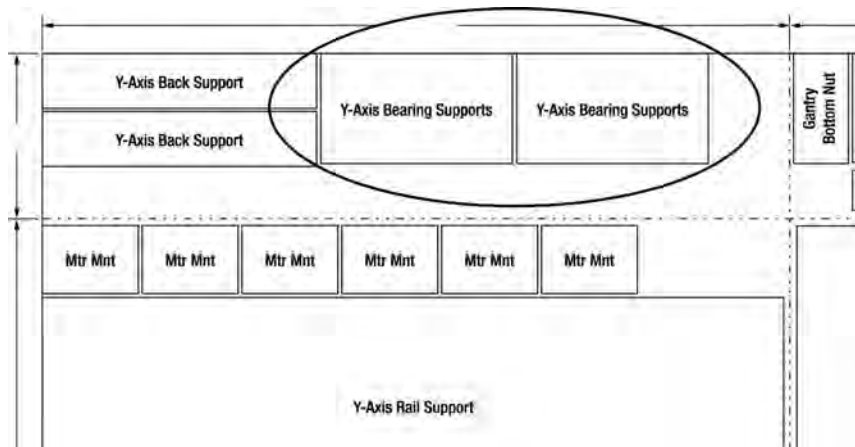 Y-Axis Back Support
Y-Axis Bearing Supports
Y-Axis Bearing Supports
Gantry
Bottom Nut
Y-Axis Back Support
Mtr Mnt
Mtr Mnt
Mtr Mnt
Mtr Mnt
Mtr Mnt
Mtr Mnt
Y-Axis Rail Support